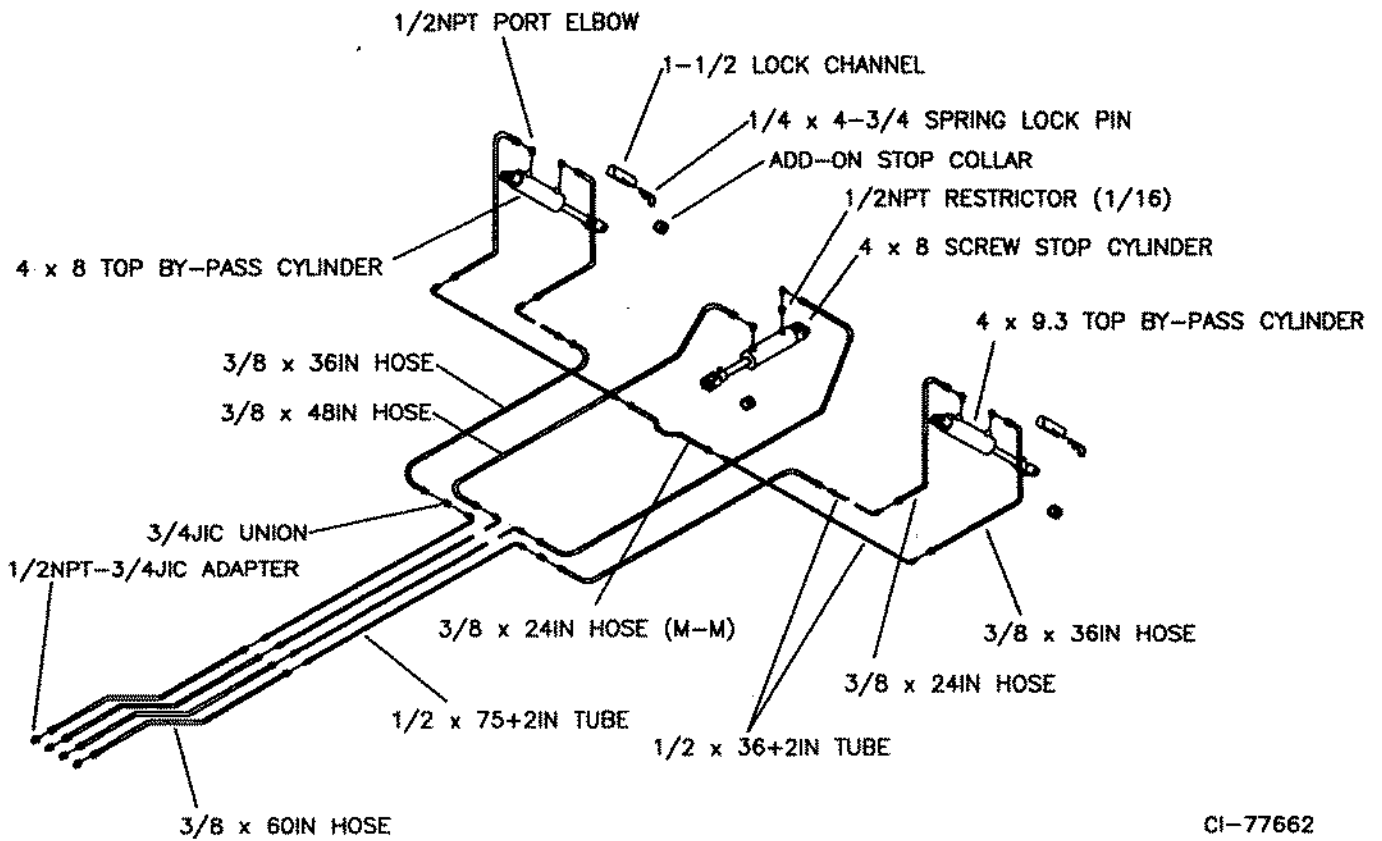 1/2NPT PORT ELBOW
1-1/2 LOCK CHANNEL
1/4 x 4-3/4 SPRING LOCK PIN
ADD-ON STOP COLLAR
1/2NPT RESTRICTOR (1/16)
4 x 8 SCREW STOP CYLINDER
4 x 8 TOP BY-PASS CYLINDER
4 x 9.3 TOP BY-PASS CYLINDER
3/8 x 36IN HOSE
3/8 x 48IN HOSE
3/4JIC UNION
1/2NPT-3/4JIC ADAPTER
3/8 x 24IN HOSE (M-M)
3/8 x 36IN HOSE
3/8 x 24IN HOSE
1/2 x 75+2IN TUBE
1/2 x 36+2IN TUBE
3/8 x 60IN HOSE
CI-77662